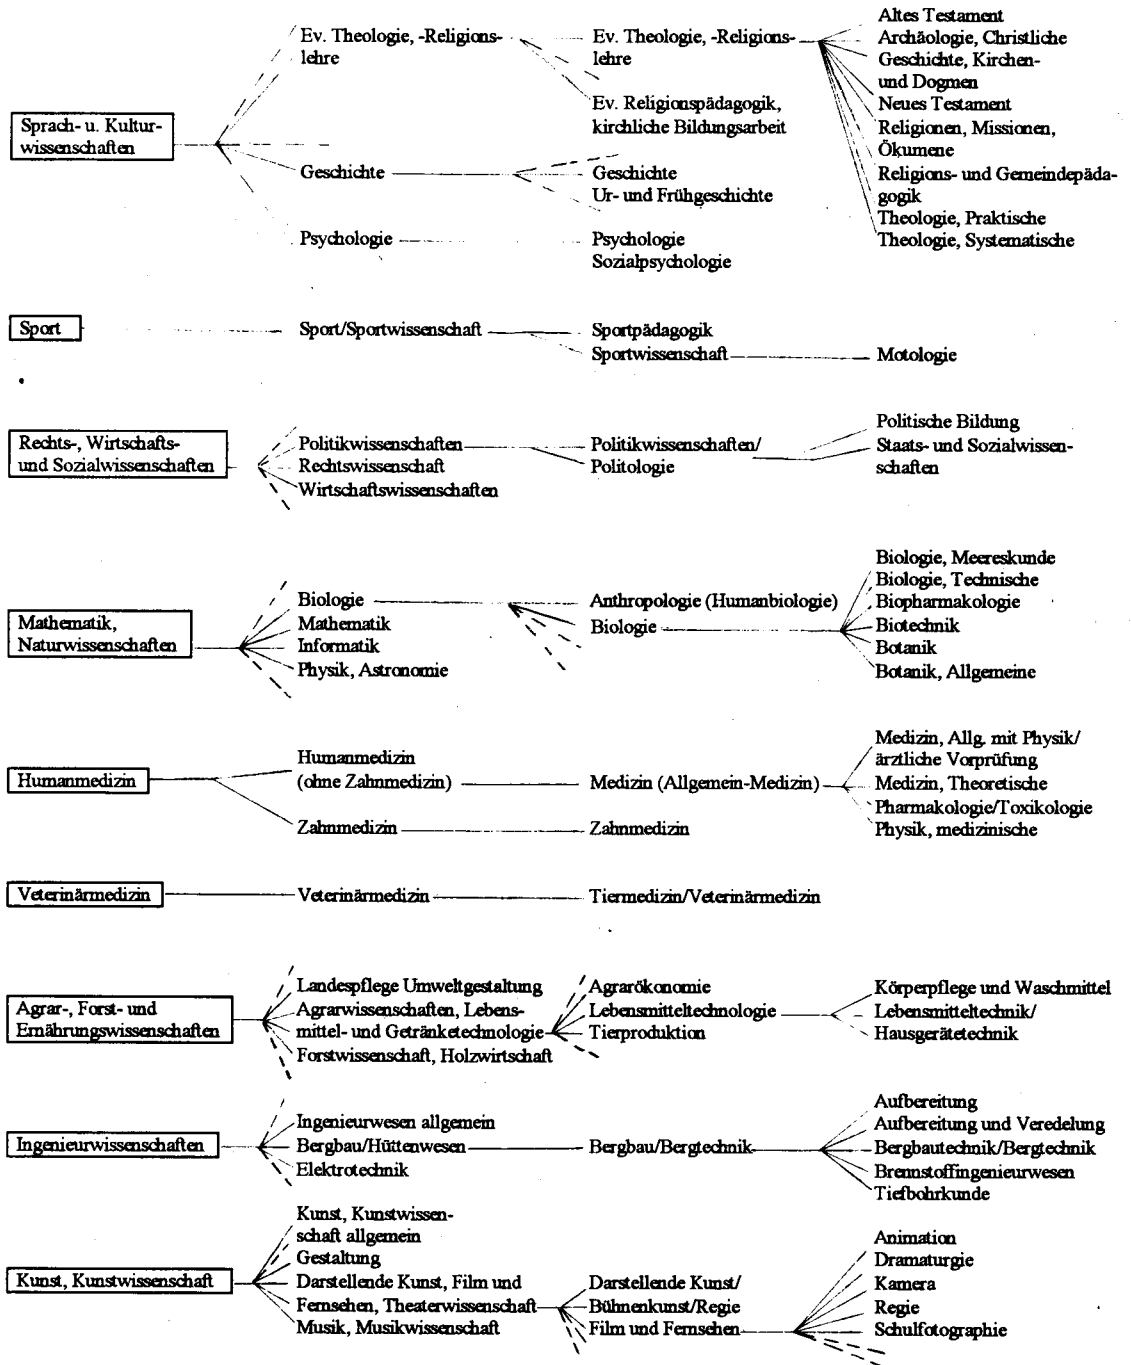 Sprach- u. Kultur-
wissenschaften
Ev. Theologie, -Religions-
lehre
Geschichte
Psychologie
Ev. Theologie, -Religions-
lehre
Ev. Religionspädagogik,
kirchliche Bildungsarbeit
Geschichte
Ur- und Frühgeschichte
Psychologie
Sozialpsychologie
Altes Testament
Archäologie, Christliche
Geschichte, Kirchen-
und Dogmen
Neues Testament
Religionen, Missionen,
Ökumene
Religions- und Gemeindepäda-
gogik
Theologie, Praktische
Theologie, Systematische
Sport
Sport/Sportwissenschaft
Sportpädagogik
Sportwissenschaft
Motologie
Rechts-, Wirtschafts-
und Sozialwissenschaften
Politikwissenschaften
Rechtswissenschaft
Wirtschaftswissenschaften
Politikwissenschaften/
Politologie
Politische Bildung
Staats- und Sozialwissen-
schaften
Mathematik,
Naturwissenschaften
Biologie
Mathematik
Informatik
Physik, Astronomie
Anthropologie (Humanbiologie)
Biologie
Biologie, Meereskunde
Biologie, Technische
Biopharmakologie
Biotechnik
Botanik
Botanik, Allgemeine
Humanmedizin
Humanmedizin
(ohne Zahnmedizin)
Zahnmedizin
Medizin (Allgemein-Medizin)
Zahnmedizin
Medizin, Allg. mit Physik/
ärztliche Vorprüfung
Medizin, Theoretische
Pharmakologie/Toxikologie
Physik, medizinische
Veterinärmedizin
Veterinärmedizin
Tiermedizin/Veterinärmedizin
Agrar-, Forst- und
Ernährungswissenschaften
Landespflege Umweltgestaltung
Agrarwissenschaften, Lebens-
mittel- und Getränketechnologie
Forstwissenschaft, Holzwirtschaft
Agrarökonomie
Lebensmitteltechnologie
Tierproduktion
Körperpflege und Waschmittel
Lebensmitteltechnik/
Hausgerätetechnik
Ingenieurwissenschaften
Ingenieurwesen allgemein
Bergbau/Hüttenwesen
Elektrotechnik
Bergbau/Bergtechnik
Aufbereitung
Aufbereitung und Veredelung
Bergbautechnik/Bergtechnik
Brennstoffingenieurwesen
Tiefbohrkunde
Kunst, Kunstwissenschaft
Kunst, Kunstwissen-
schaft allgemein
Gestaltung
Darstellende Kunst, Film und
Fernsehen, Theaterwissenschaft
Musik, Musikwissenschaft
Darstellende Kunst/
Bühnenkunst/Regie
Film und Fernsehen
Animation
Dramaturgie
Kamera
Regie
Schulfotographie